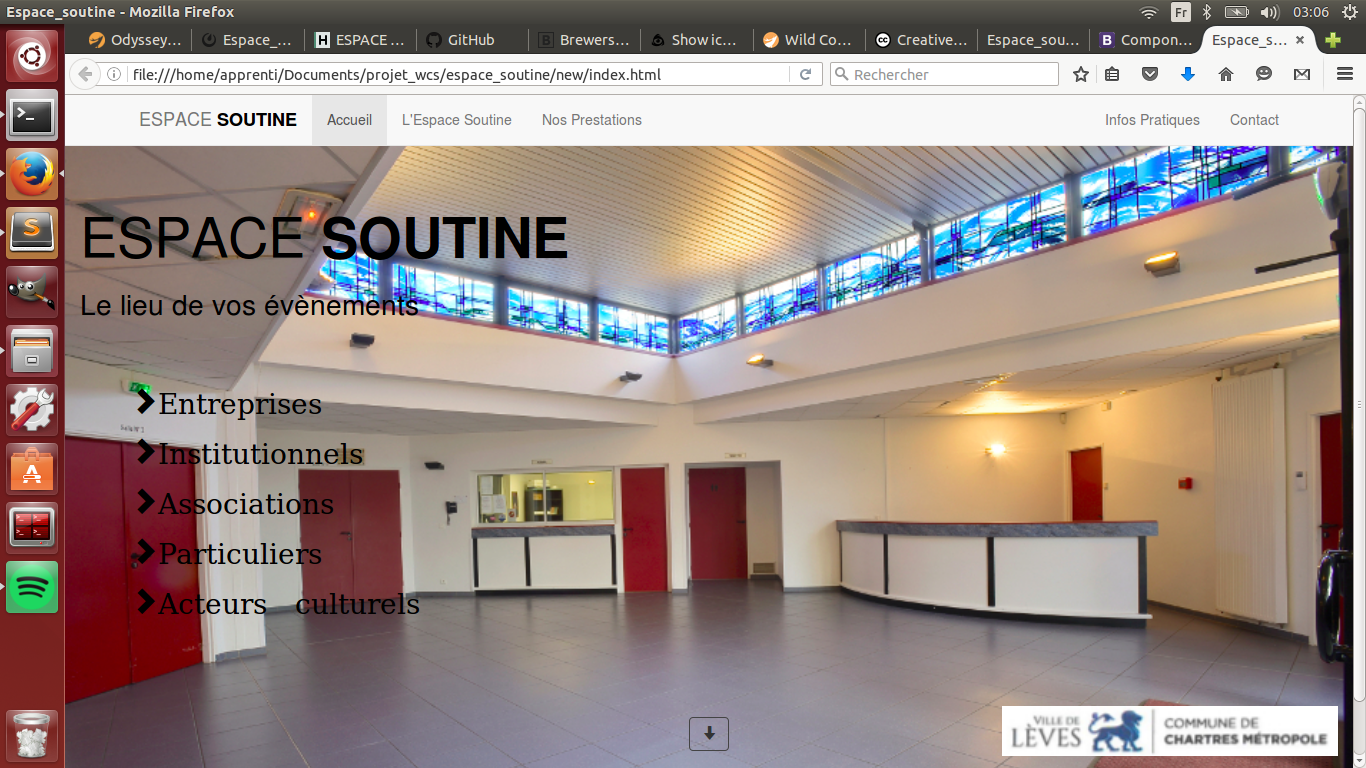 Espace_soutine - Mozilla Firefox
Fr
03:06
Odyssey...
Espace_...
H ESPACE ...
GitHub
B Brewers...
Show ic...
Wild Co...
cc Creative...
Espace_sou...
B Compon...
Espace_s... ×
file:///home/apprenti/Documents/projet_wcs/espace_soutine/new/index.html
Rechercher
ESPACE SOUTINE
Accueil
L'Espace Soutine
Nos Prestations
Infos Pratiques
Contact
ESPACE SOUTINE
Le lieu de vos évènements
Entreprises
Institutionnels
Associations
Particuliers
Acteurs culturels
VILLE DE
LÈVES
COMMUNE DE
CHARTRES MÉTROPOLE